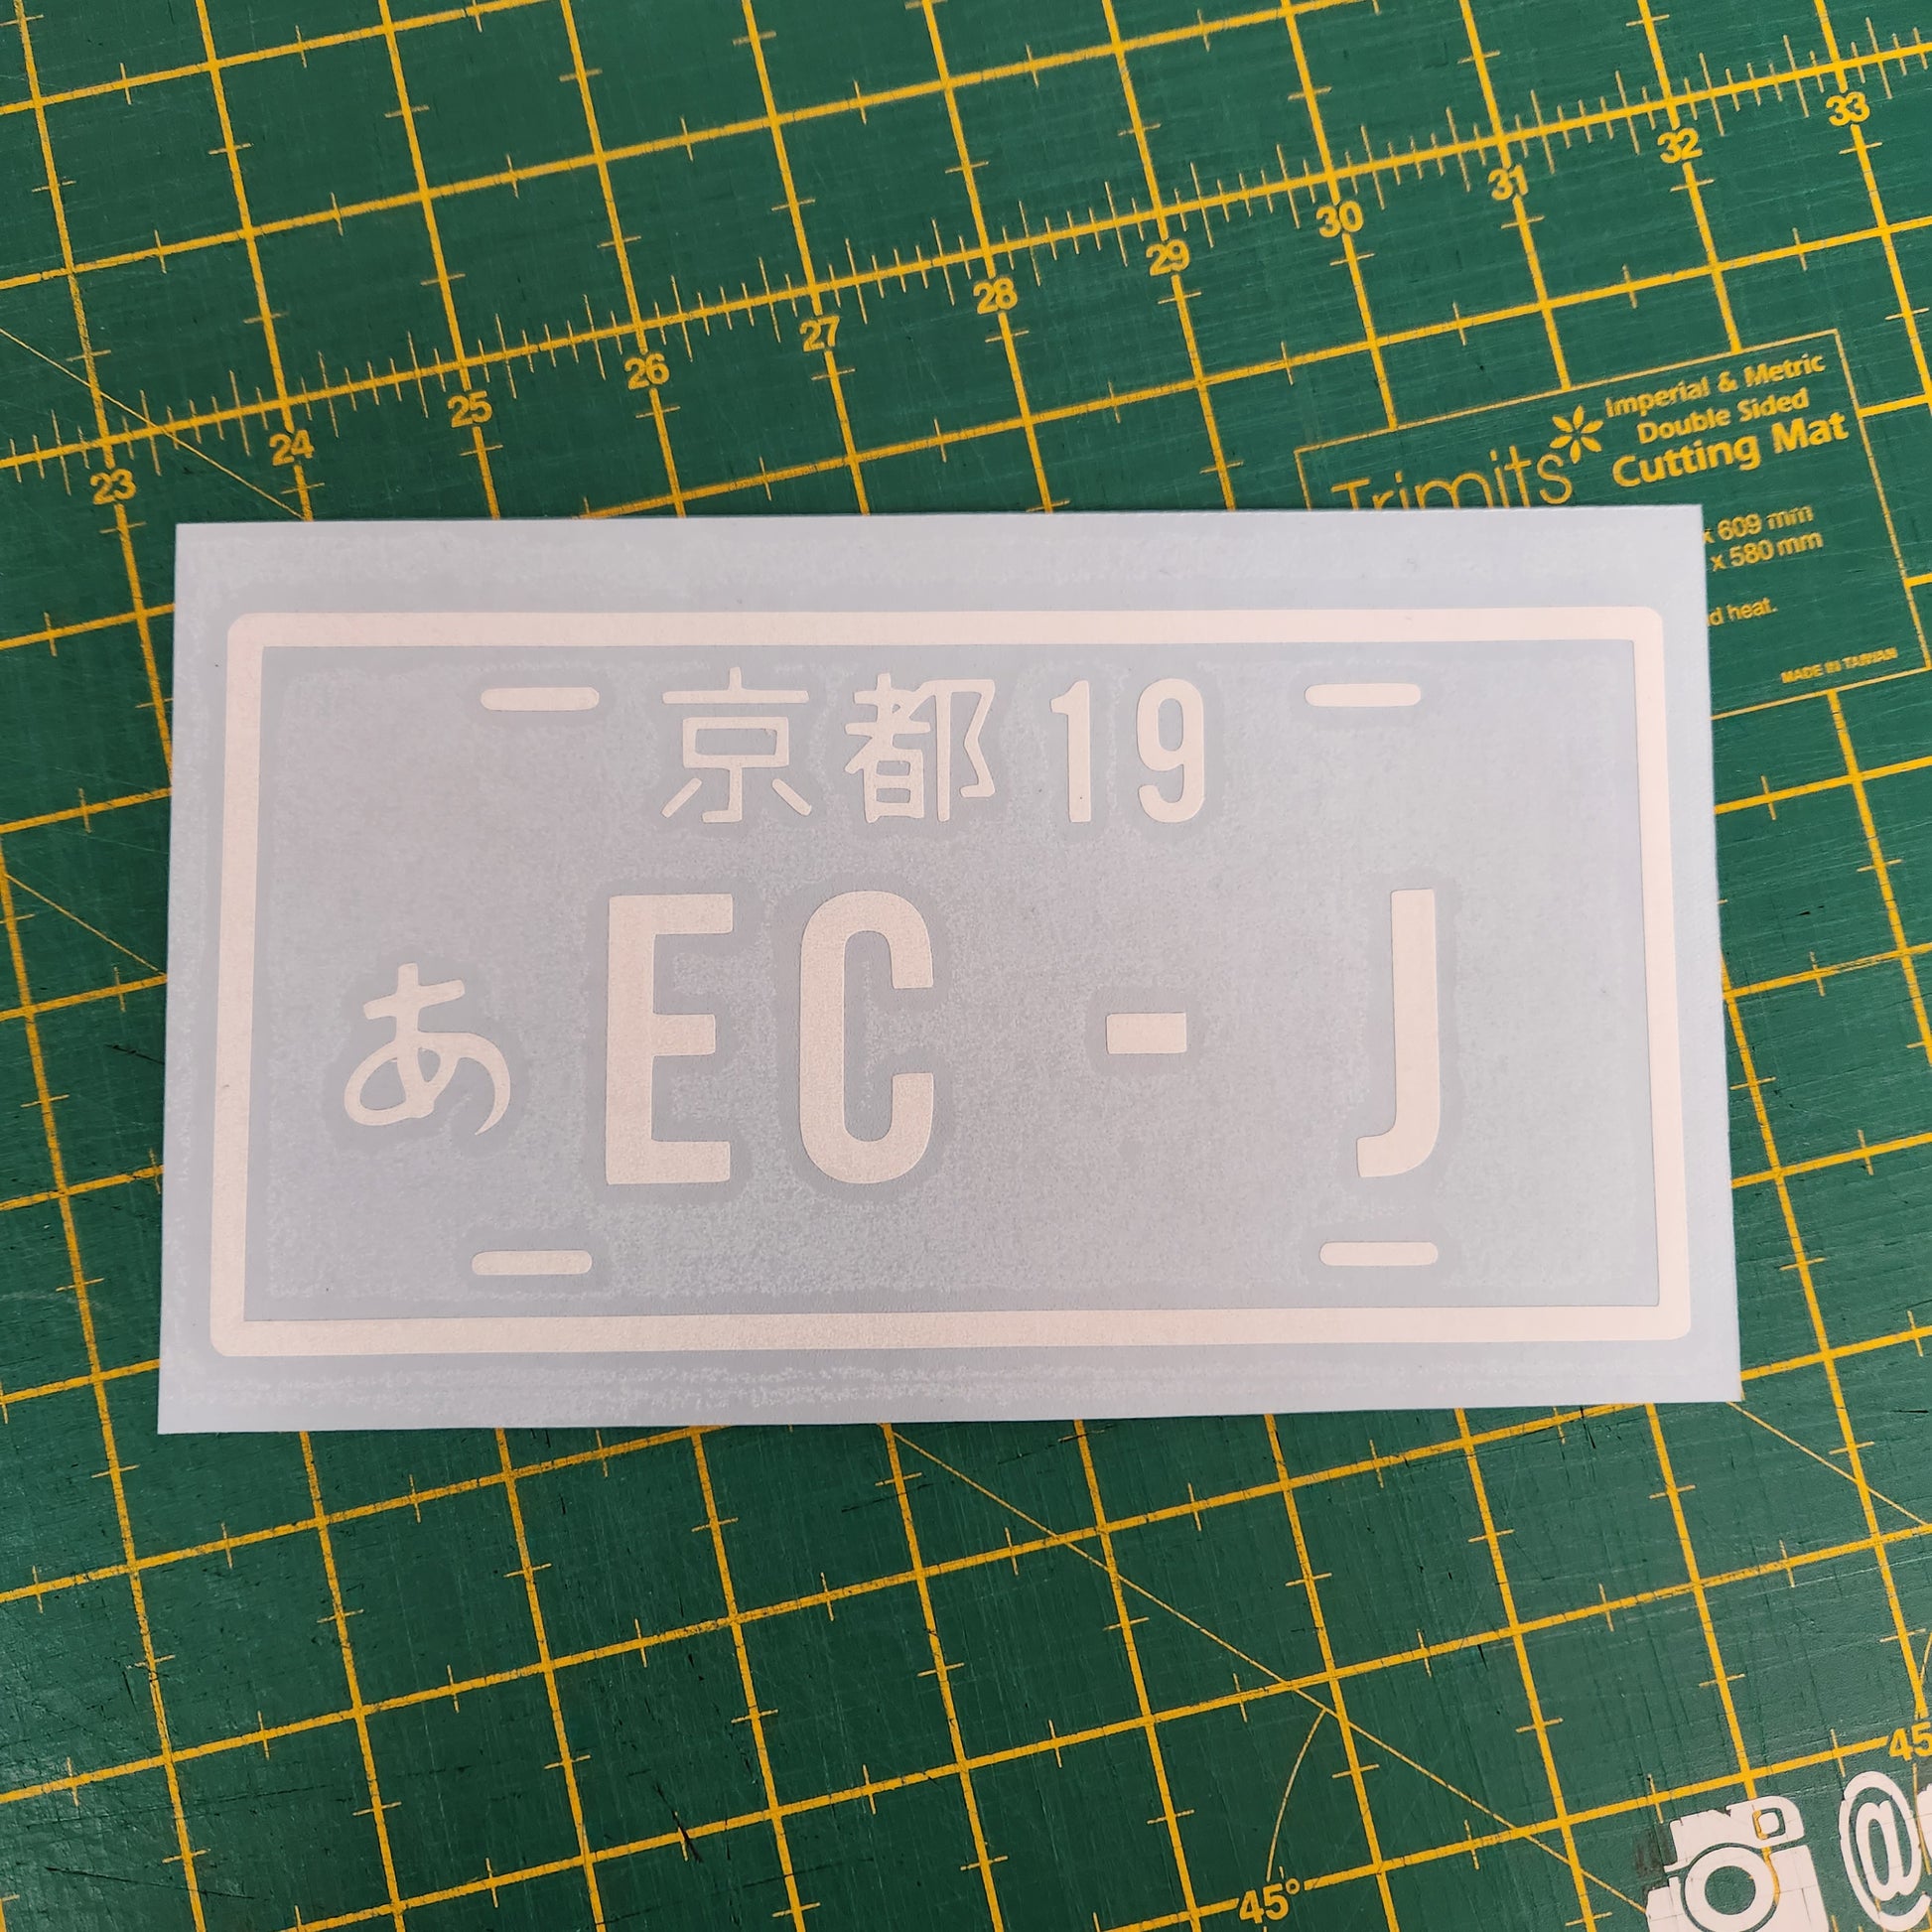 23 24 25 26 27 28 29 30 31 32 33
Trimits
Imperial & Metric
Double Sided
Cutting Mat
x 609 mm
x 580 mm
heat.
MADE IN TAIWAN
京都 19
あ EC - J
45°
45
@